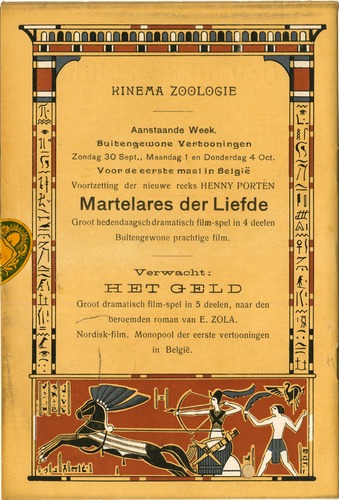 KINEMA ZOOLOGIE
Aanstaande Week.
Buitengewone Vertooningen
Zondag 30 Sept., Maandag 1 en Donderdag 4 Oct.
Voor de eerste maal in België
Voortzetting der nieuwe reeks HENNY PORTEN
Martelares der Liefde
Groot hedendaagsch dramatisch film-spel in 4 deelen
Buitengewone prachtige film.
Verwacht:
HET GELD
Groot dramatisch film-spel in 5 deelen, naar den
beroemden roman van E. ZOLA.
Nordisk-film. Monopool der eerste vertooningen
in België.